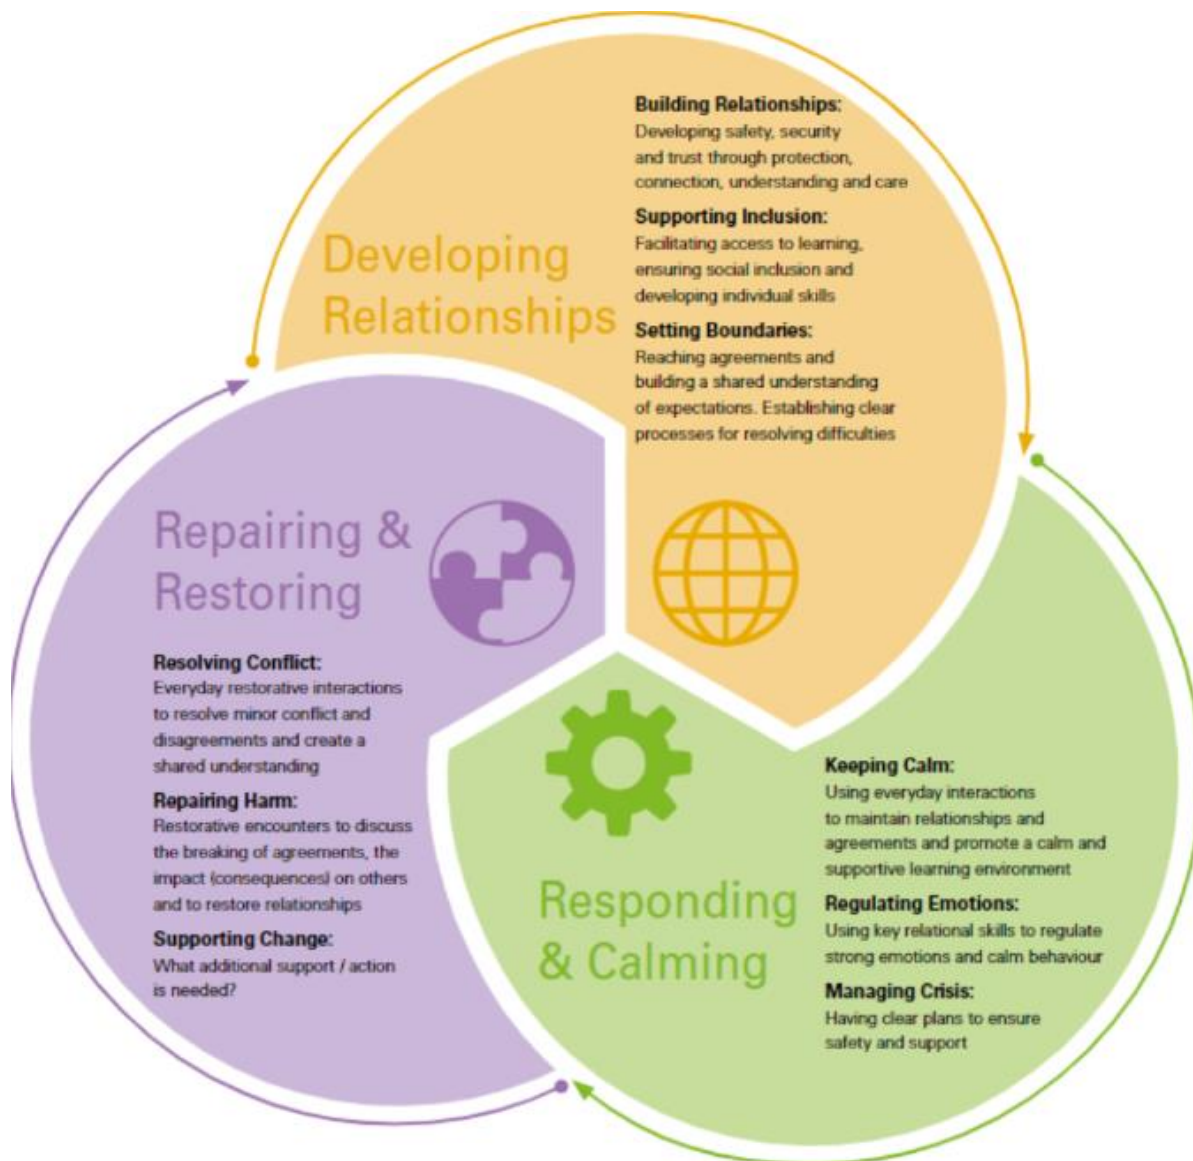 Developing
Relationships
Building Relationships:
Developing safety, security
and trust through protection,
connection, understanding and care
Supporting Inclusion:
Facilitating access to learning,
ensuring social inclusion and
developing individual skills
Setting Boundaries:
Reaching agreements and
building a shared understanding
of expectations. Establishing clear
processes for resolving difficulties
Responding
& Calming
Keeping Calm:
Using everyday interactions
to maintain relationships and
agreements and promote a calm and
supportive learning environment
Regulating Emotions:
Using key relational skills to regulate
strong emotions and calm behaviour
Managing Crisis:
Having clear plans to ensure
safety and support
Repairing &
Restoring
Resolving Conflict:
Everyday restorative interactions
to resolve minor conflict and
disagreements and create a
shared understanding
Repairing Harm:
Restorative encounters to discuss
the breaking of agreements, the
impact (consequences) on others
and to restore relationships
Supporting Change:
What additional support / action
is needed?